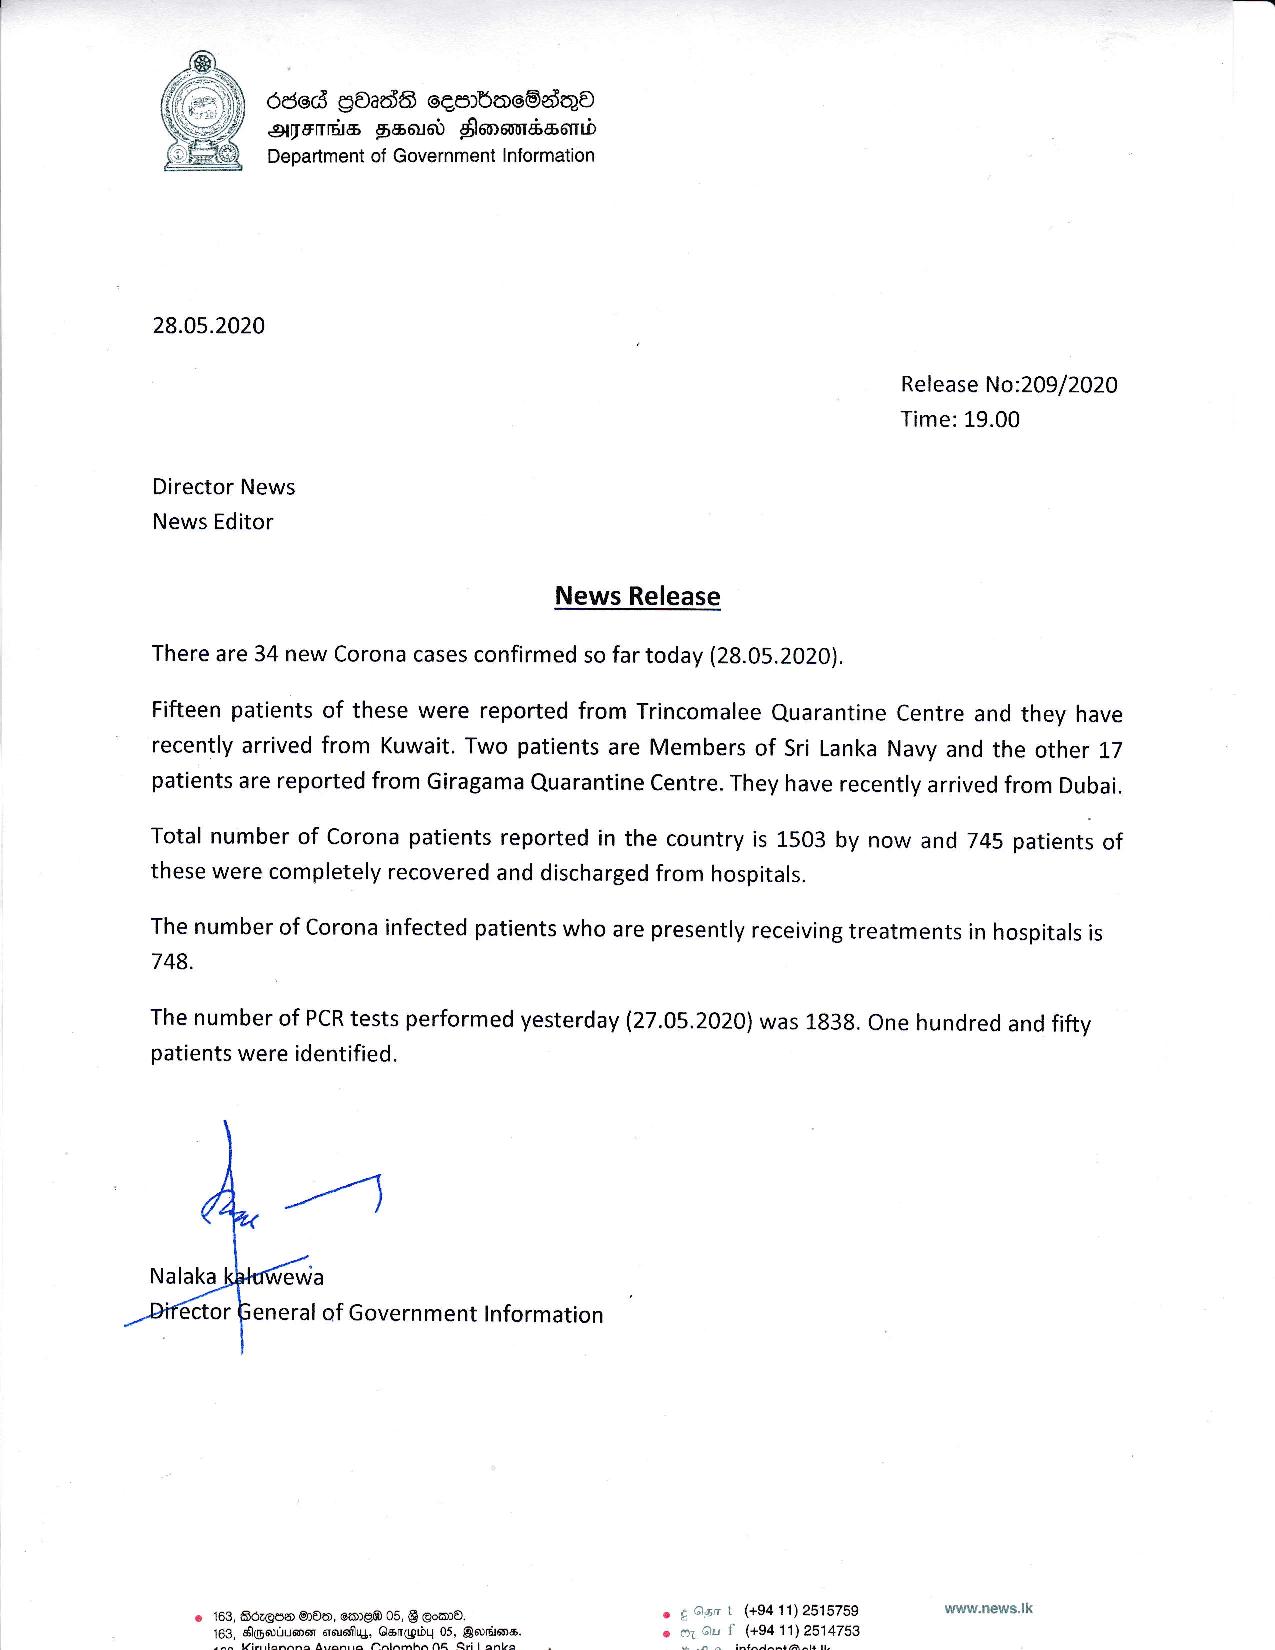 රජයේ ප්‍රවෘත්ති දෙපාර්තමේන්තුව
அரசாங்க தகவல் திணைக்களம்
Department of Government Information
28.05.2020
Release No:209/2020
Time: 19.00
Director News
News Editor
News Release
There are 34 new Corona cases confirmed so far today (28.05.2020).
Fifteen patients of these were reported from Trincomalee Quarantine Centre and they have
recently arrived from Kuwait. Two patients are Members of Sri Lanka Navy and the other 17
patients are reported from Giragama Quarantine Centre. They have recently arrived from Dubai.
Total number of Corona patients reported in the country is 1503 by now and 745 patients of
these were completely recovered and discharged from hospitals.
The number of Corona infected patients who are presently receiving treatments in hospitals is
748.
The number of PCR tests performed yesterday (27.05.2020) was 1838. One hundred and fifty
patients were identified.
Nalaka kaluwewa
Director General of Government Information
163, කිරුලපන මාවත, කොළඹ 05, ශ්‍රී ලංකාව.
163, கிருலப்பனை எவனியூ, கொழும்பு 05, இலங்கை.
Kirulapona Avenue, Colombo 05, Sri Lanka
(+94 11) 2515759
(+94 11) 2514753
infodept@slt.lk
www.news.lk